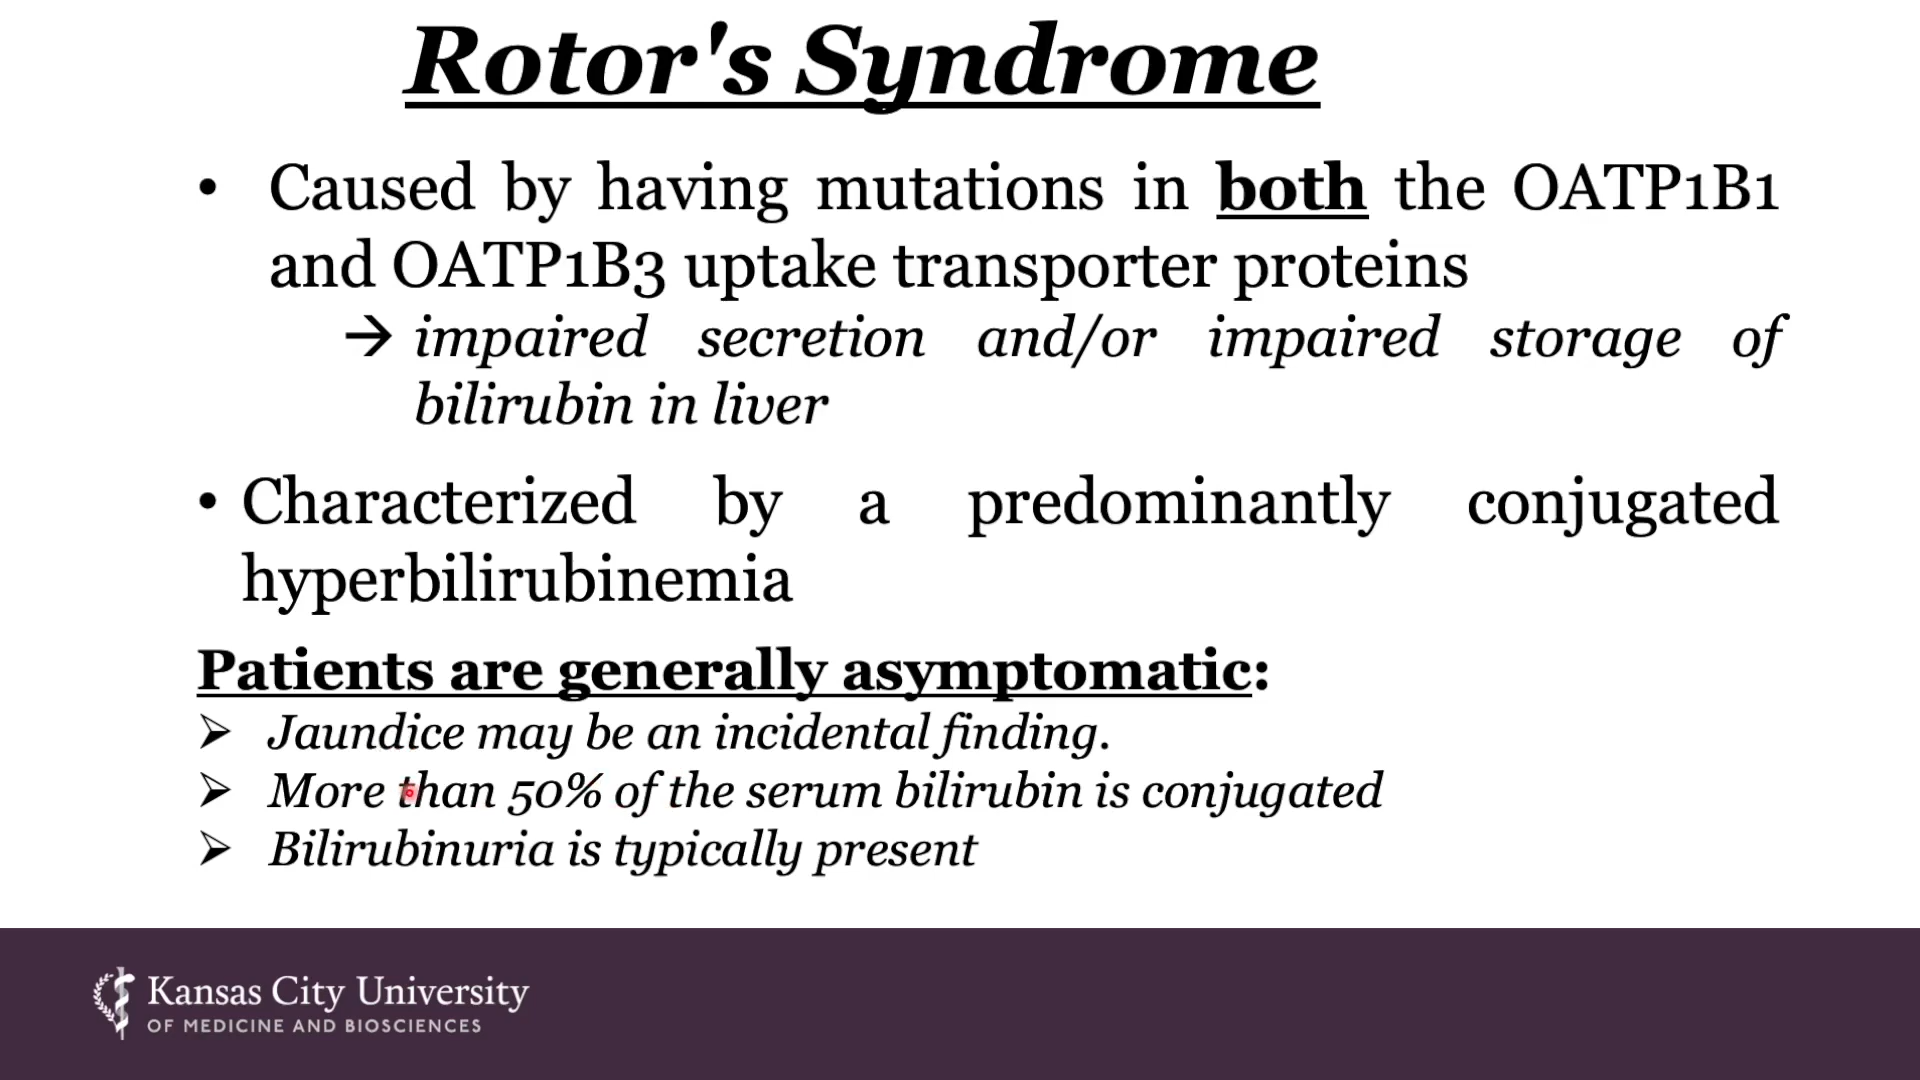 Rotor's Syndrome
• Caused by having mutations in both the OATP1B1
and OATP1B3 uptake transporter proteins
→ impaired secretion and/or impaired storage of
bilirubin in liver
• Characterized by a predominantly conjugated
hyperbilirubinemia
Patients are generally asymptomatic:
➢ Jaundice may be an incidental finding.
➢ More than 50% of the serum bilirubin is conjugated
➢ Bilirubinuria is typically present
Kansas City University
OF MEDICINE AND BIOSCIENCES